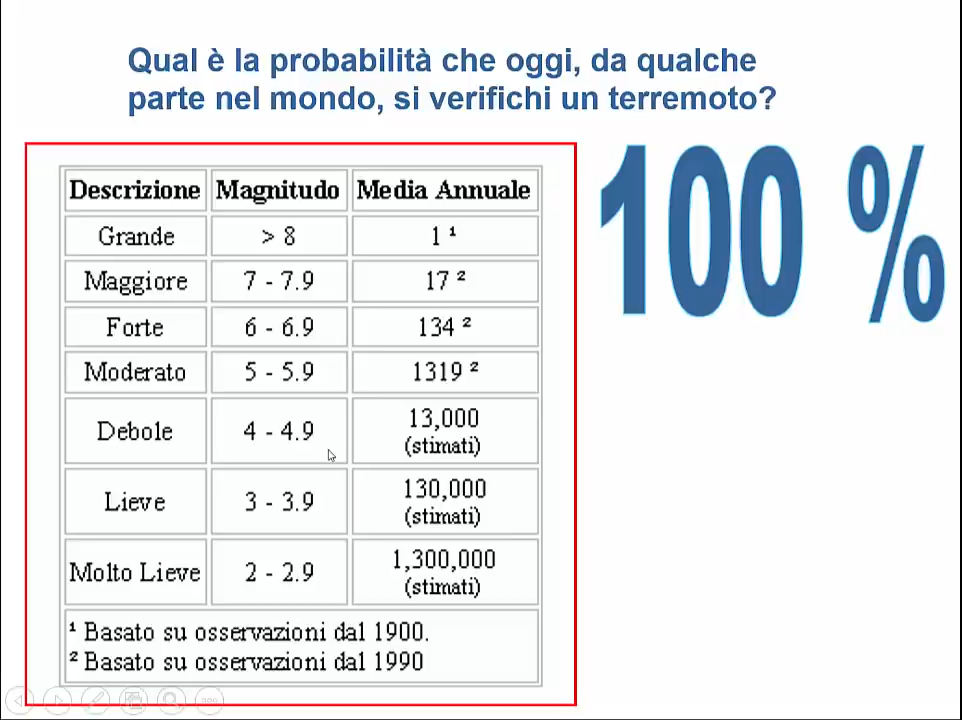 Qual è la probabilità che oggi, da qualche
parte nel mondo, si verifichi un terremoto?
100 %
Descrizione Magnitudo Media Annuale
Grande > 8 1 ¹
Maggiore 7 - 7.9 17 ²
Forte 6 - 6.9 134 ²
Moderato 5 - 5.9 1319 ²
Debole 4 - 4.9 13,000
(stimati)
Lieve 3 - 3.9 130,000
(stimati)
Molto Lieve 2 - 2.9 1,300,000
(stimati)
¹ Basato su osservazioni dal 1900.
² Basato su osservazioni dal 1990